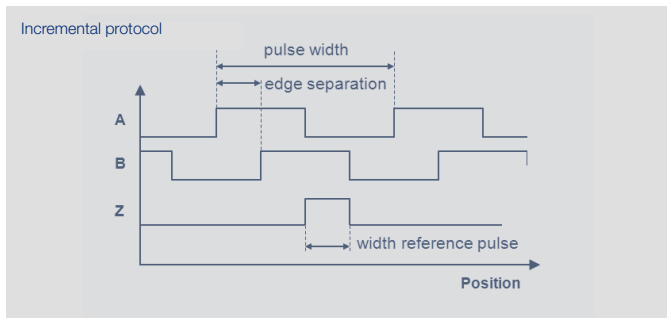 Incremental protocol
pulse width
edge separation
A
B
Z
width reference pulse
Position